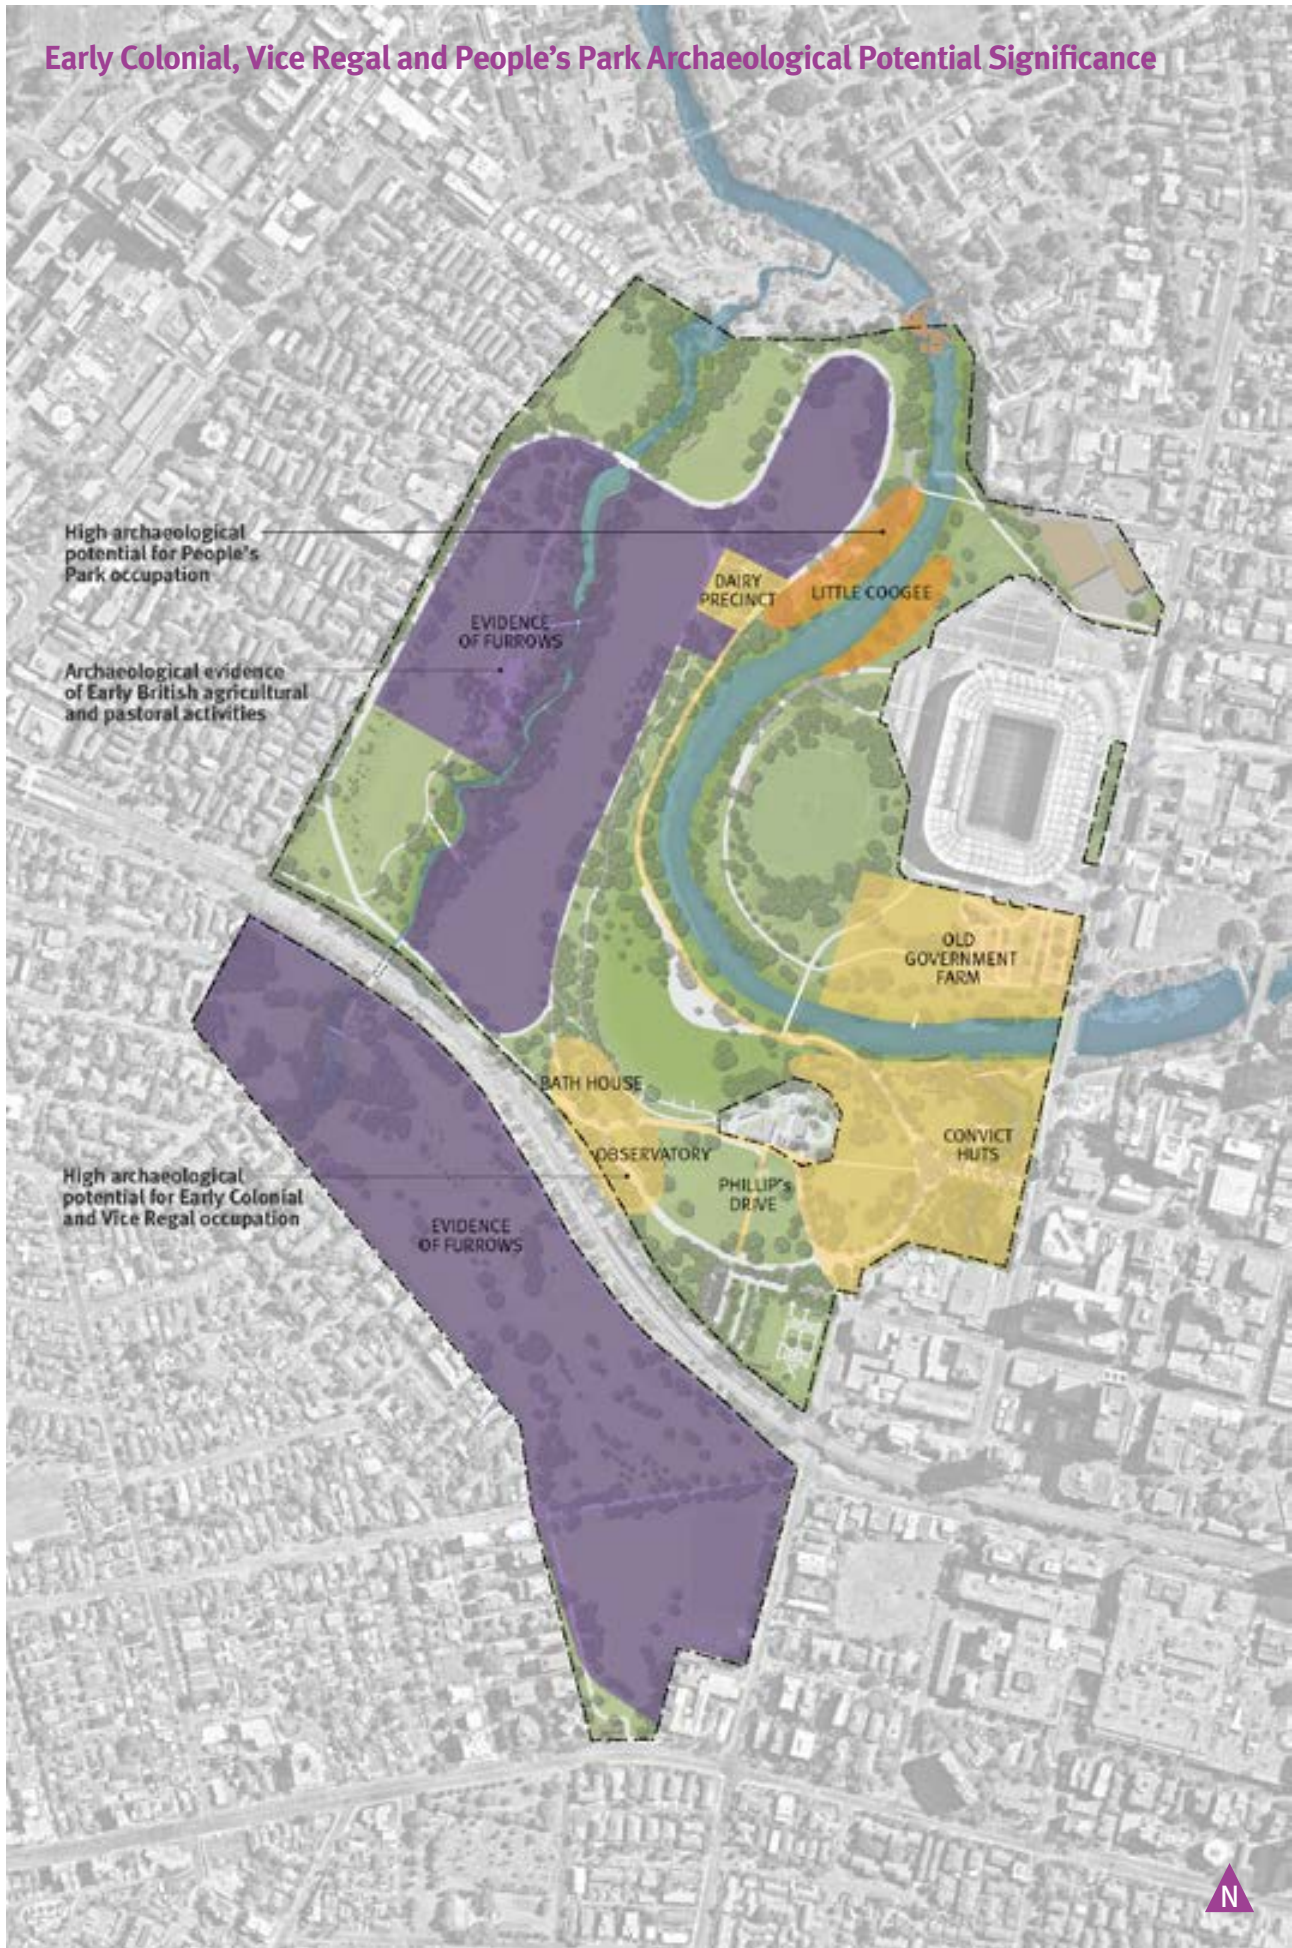 Early Colonial, Vice Regal and People's Park Archaeological Potential Significance
High archaeological
potential for People's
Park occupation
DAIRY
PRECINCT
LITTLE COOGEE
EVIDENCE
OF FURROWS
Archaeological evidence
of Early British agricultural
and pastoral activities
OLD
GOVERNMENT
FARM
BATH HOUSE
CONVICT
HUTS
OBSERVATORY
High archaeological
potential for Early Colonial
and Vice Regal occupation
PHILLIP's
DRIVE
EVIDENCE
OF FURROWS
N